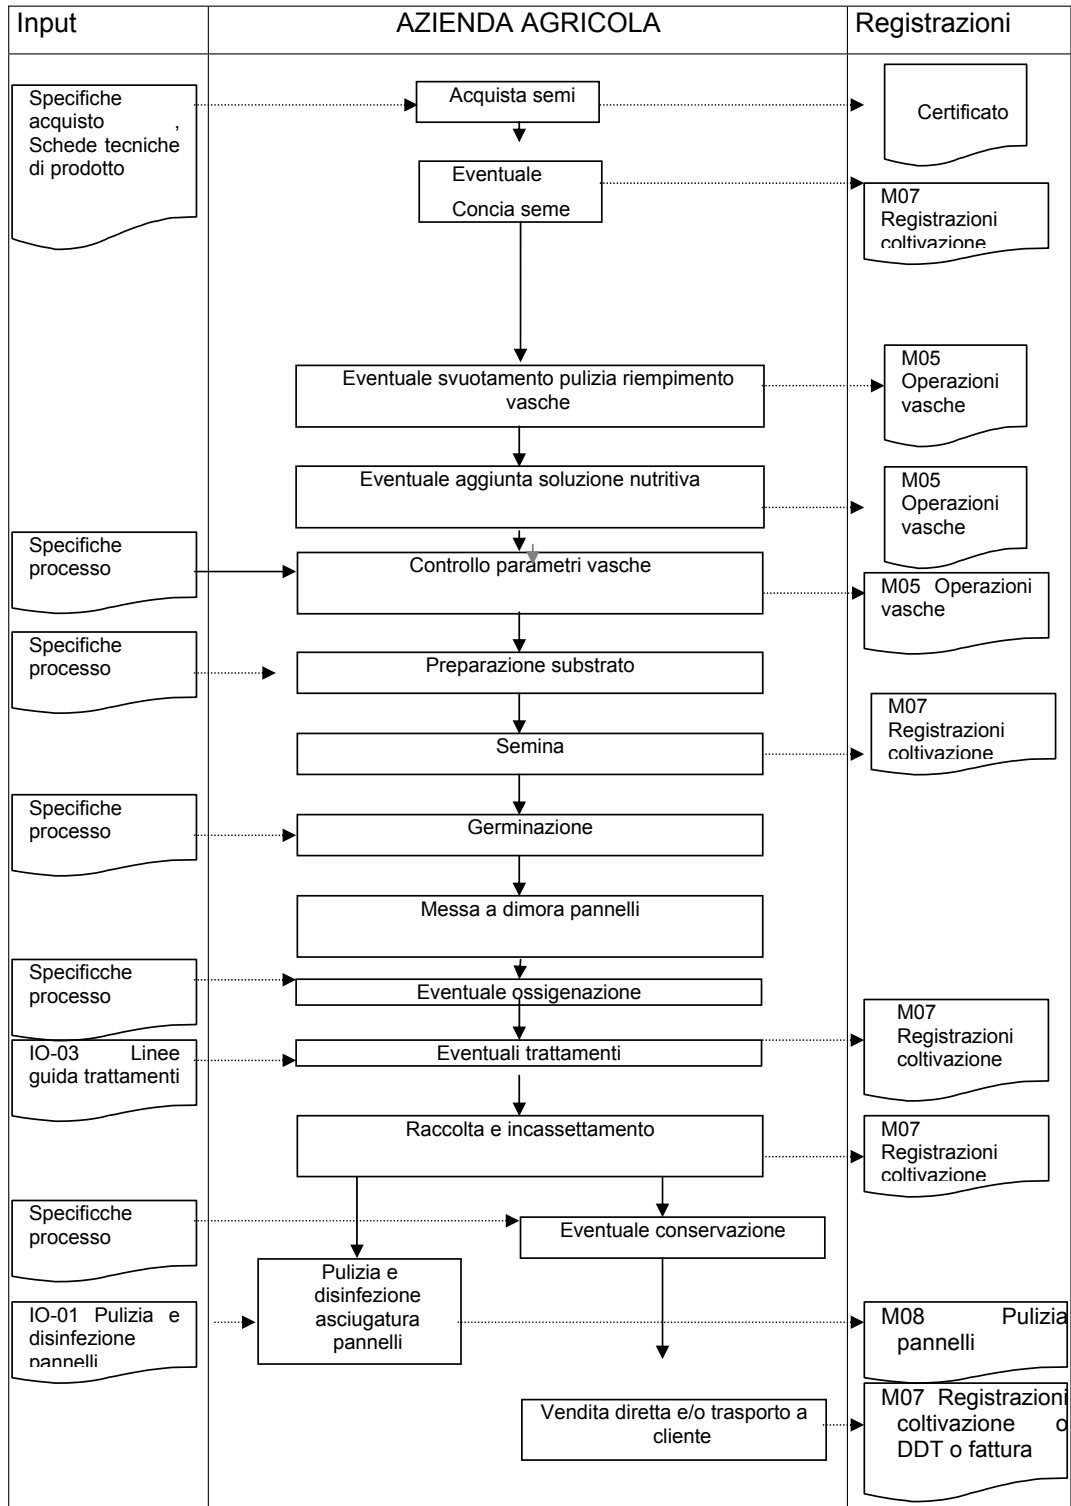 Input
AZIENDA AGRICOLA
Registrazioni
Specifiche
acquisto ,
Schede tecniche
di prodotto
Acquista semi
Certificato
Eventuale
Concia seme
M07
Registrazioni
coltivazione
Eventuale svuotamento pulizia riempimento
vasche
M05
Operazioni
vasche
Eventuale aggiunta soluzione nutritiva
M05
Operazioni
vasche
Specifiche
processo
Controllo parametri vasche
M05 Operazioni
vasche
Specifiche
processo
Preparazione substrato
Semina
M07
Registrazioni
coltivazione
Specifiche
processo
Germinazione
Messa a dimora pannelli
Specificche
processo
Eventuale ossigenazione
IO-03 Linee
guida trattamenti
Eventuali trattamenti
M07
Registrazioni
coltivazione
Raccolta e incassettamento
M07
Registrazioni
coltivazione
Specificche
processo
Eventuale conservazione
IO-01 Pulizia e
disinfezione
pannelli
Pulizia e
disinfezione
asciugatura
pannelli
M08 Pulizia
pannelli
Vendita diretta e/o trasporto a
cliente
M07 Registrazioni
coltivazione o
DDT o fattura